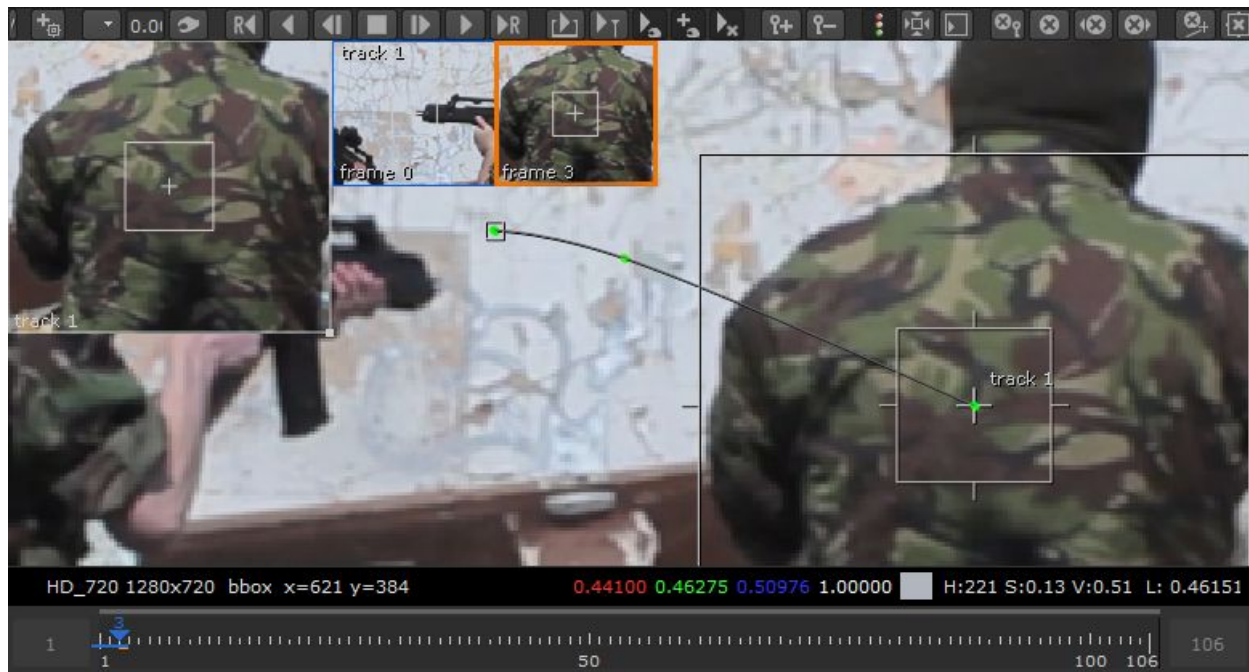 0.00
R
R
track 1
frame 0
frame 3
track 1
track 1
HD_720 1280x720 bbox x=621 y=384
0.44100 0.46275 0.50976 1.00000
H:221 S:0.13 V:0.51 L: 0.46151
3
1
106
1
50
100
106